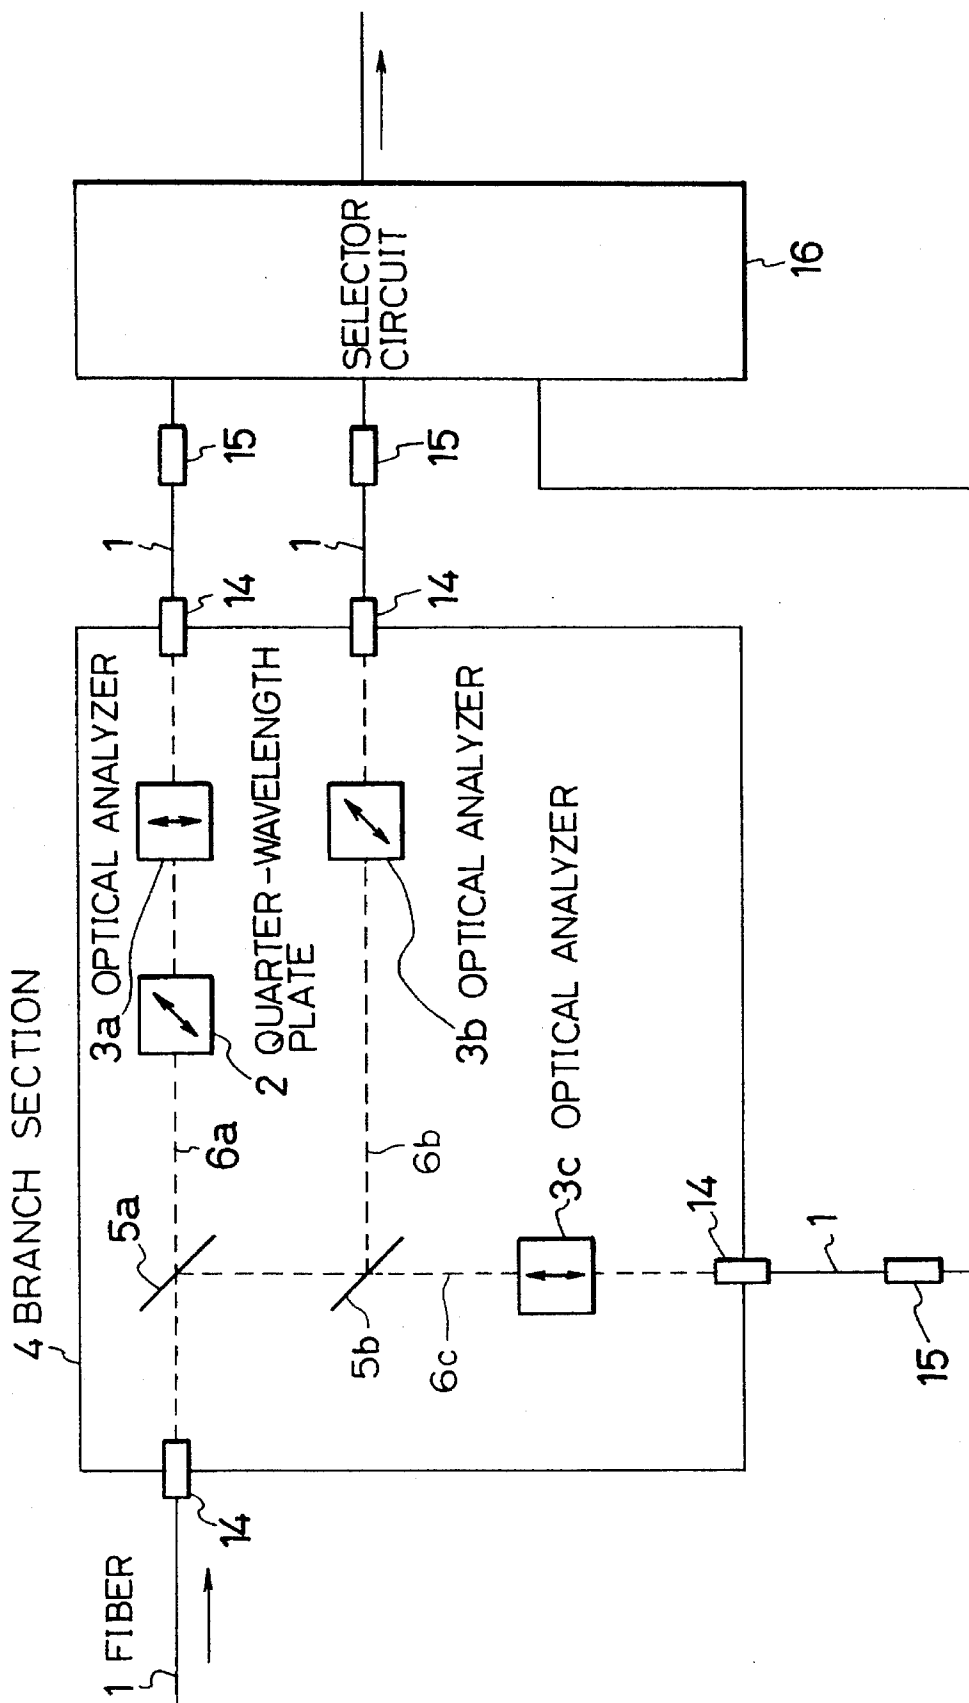 4 BRANCH SECTION
1 FIBER
14
5a
6a
2
QUARTER-WAVELENGTH
PLATE
3a OPTICAL ANALYZER
14
1
15
5b
6b
3b OPTICAL ANALYZER
14
1
15
6c
3c OPTICAL ANALYZER
14
1
15
SELECTOR
CIRCUIT
16